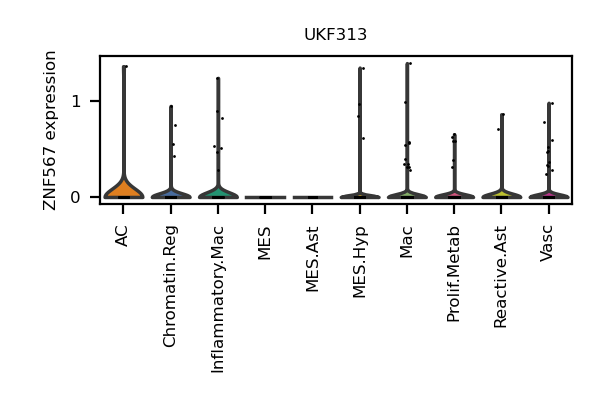 UKF313
ZNF567 expression
1
0
AC
Chromatin.Reg
Inflammatory.Mac
MES
MES.Ast
MES.Hyp
Mac
Prolif.Metab
Reactive.Ast
Vasc